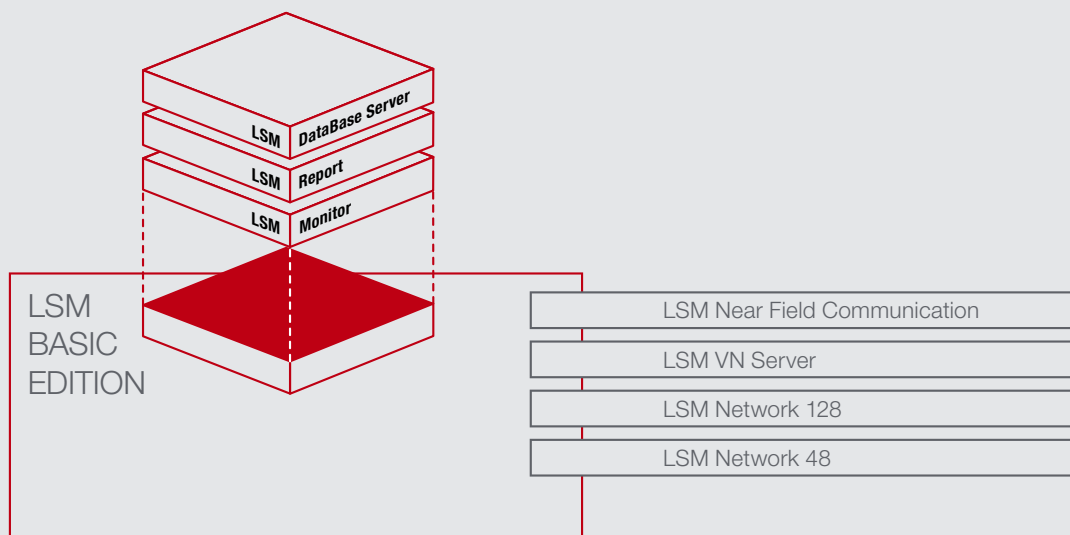 LSM DataBase Server
LSM Report
LSM Monitor
LSM
BASIC
EDITION
LSM Near Field Communication
LSM VN Server
LSM Network 128
LSM Network 48